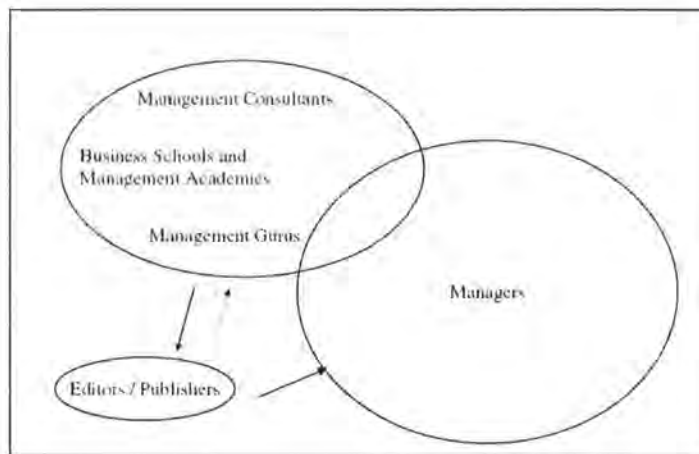 Management Consultants
Business Schools and
Management Academics
Management Gurus
Managers
Editors / Publishers